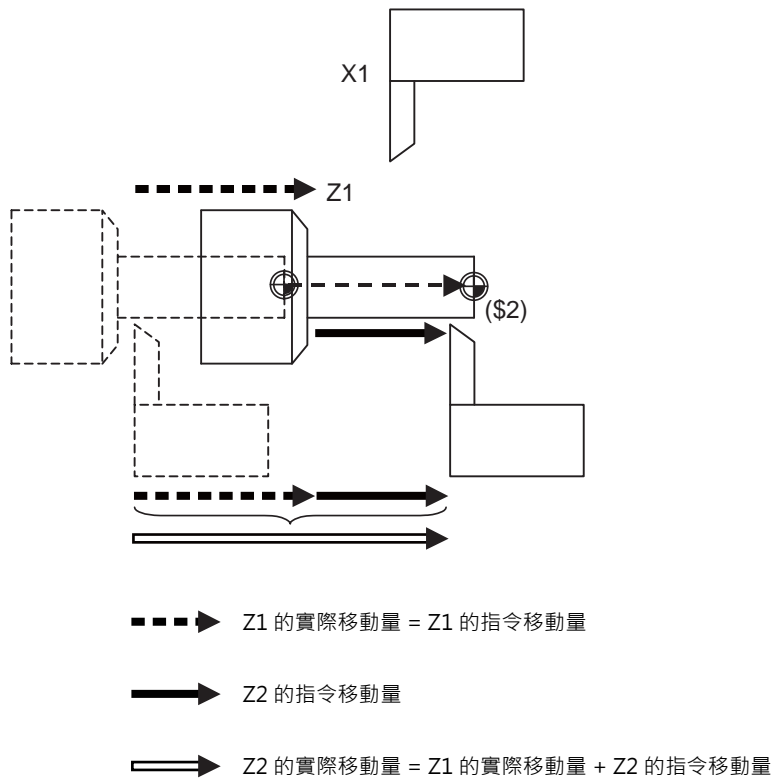 X1
Z1
($2)
Z1 的實際移動量 = Z1 的指令移動量
Z2 的指令移動量
Z2 的實際移動量 = Z1 的實際移動量 + Z2 的指令移動量